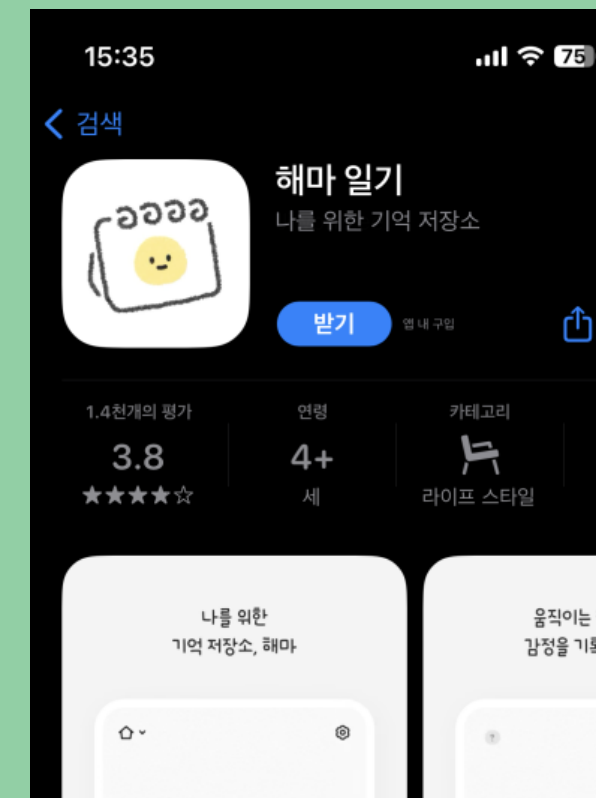 15:35
75
검색
해마 일기
나를 위한 기억 저장소
받기
앱 내 구입
1.4천개의 평가
연령
카테고리
3.8
4+
★★★★☆
세
라이프 스타일
나를 위한
기억 저장소, 해마
움직이는
감정을
?